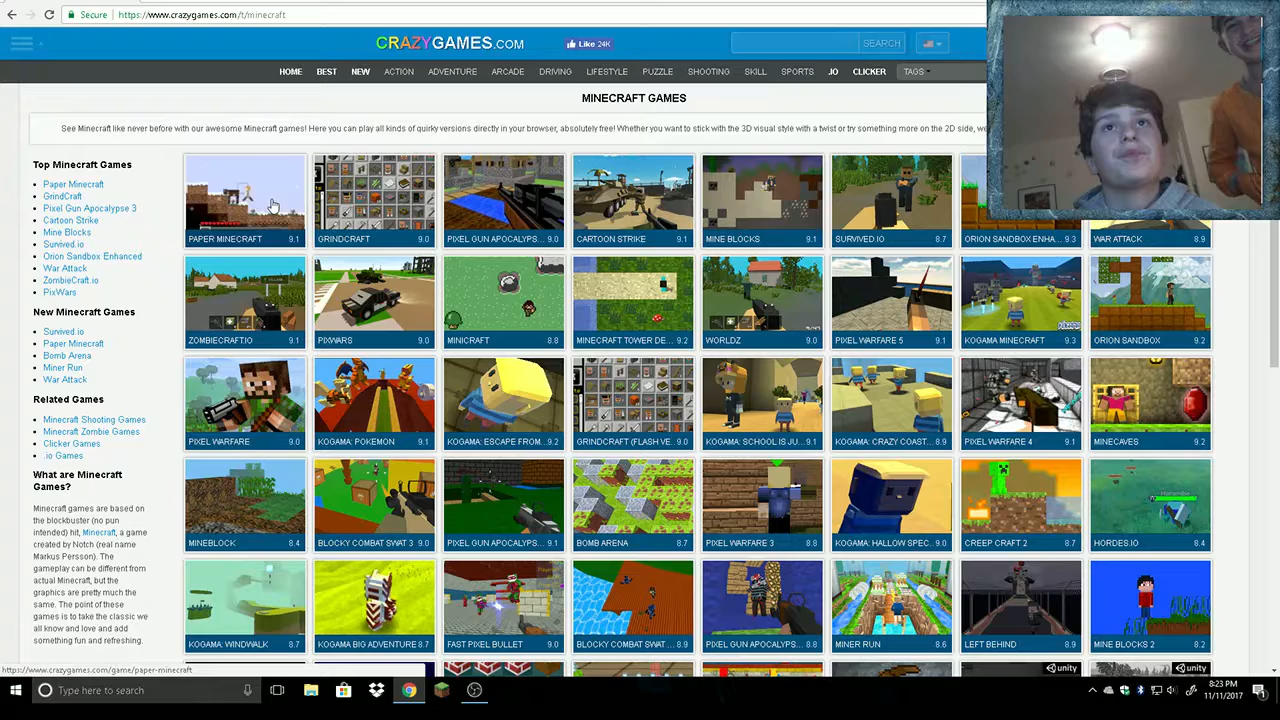 Secure https://www.crazygames.com/t/minecraft
CRAZYGAMES.COM
Like 24K
SEARCH
HOME BEST NEW ACTION ADVENTURE ARCADE DRIVING LIFESTYLE PUZZLE SHOOTING SKILL SPORTS .IO CLICKER TAGS
MINECRAFT GAMES
See Minecraft like never before with our awesome Minecraft games! Here you can play all kinds of quirky versions directly in your browser, absolutely free! Whether you want to stick with the 3D visual style with a twist or try something more on the 2D side, we
Top Minecraft Games
Paper Minecraft
GrindCraft
Pixel Gun Apocalypse 3
Cartoon Strike
Mine Blocks
Survived.io
Orion Sandbox Enhanced
War Attack
ZombieCraft.io
PixWars
New Minecraft Games
Survived.io
Paper Minecraft
Bomb Arena
Miner Run
War Attack
Related Games
Minecraft Shooting Games
Minecraft Zombie Games
Clicker Games
.io Games
What are Minecraft
Games?
Minecraft games are based on
the blockbuster (no pun
intended) hit, Minecraft, a game
created by Notch (real name
Markus Persson). The
gameplay can be different from
actual Minecraft, but the
graphics are pretty much the
same. The point of these
games is to take the classic we
all know and love and add
something fun and refreshing.
PAPER MINECRAFT 9.1
GRINDCRAFT 9.0
PIXEL GUN APOCALYPS... 9.0
CARTOON STRIKE 9.1
MINE BLOCKS 9.1
SURVIVED.IO 8.7
ORION SANDBOX ENHA... 9.3
WAR ATTACK 8.9
ZOMBIECRAFT.IO 9.1
PIXWARS 9.0
MINICRAFT 8.8
MINECRAFT TOWER DE... 9.2
WORLDZ 9.0
PIXEL WARFARE 5 9.1
KOGAMA MINECRAFT 9.3
ORION SANDBOX 9.2
PIXEL WARFARE 9.0
KOGAMA: POKEMON 9.1
KOGAMA: ESCAPE FROM... 9.2
GRINDCRAFT (FLASH VE... 9.0
KOGAMA: SCHOOL IS JU... 9.0
KOGAMA: CRAZY COAST... 8.9
PIXEL WARFARE 4 9.1
MINECAVES 9.2
MINEBLOCK 8.4
BLOCKY COMBAT SWAT 3 9.0
PIXEL GUN APOCALYPS... 9.1
BOMB ARENA 8.7
PIXEL WARFARE 3 8.8
KOGAMA: HALLOW SPEC... 9.0
CREEP CRAFT 2 8.7
HORDES.IO 8.4
KOGAMA: WINDWALK 8.7
KOGAMA BIG ADVENTURE 8.7
FAST PIXEL BULLET 9.0
BLOCKY COMBAT SWAT ... 8.9
PIXEL GUN APOCALYPS... 8.8
MINER RUN 8.6
LEFT BEHIND 8.9
MINE BLOCKS 2 8.2
unity
unity
https://www.crazygames.com/game/paper-minecraft
Type here to search
8:23 PM
11/11/2017